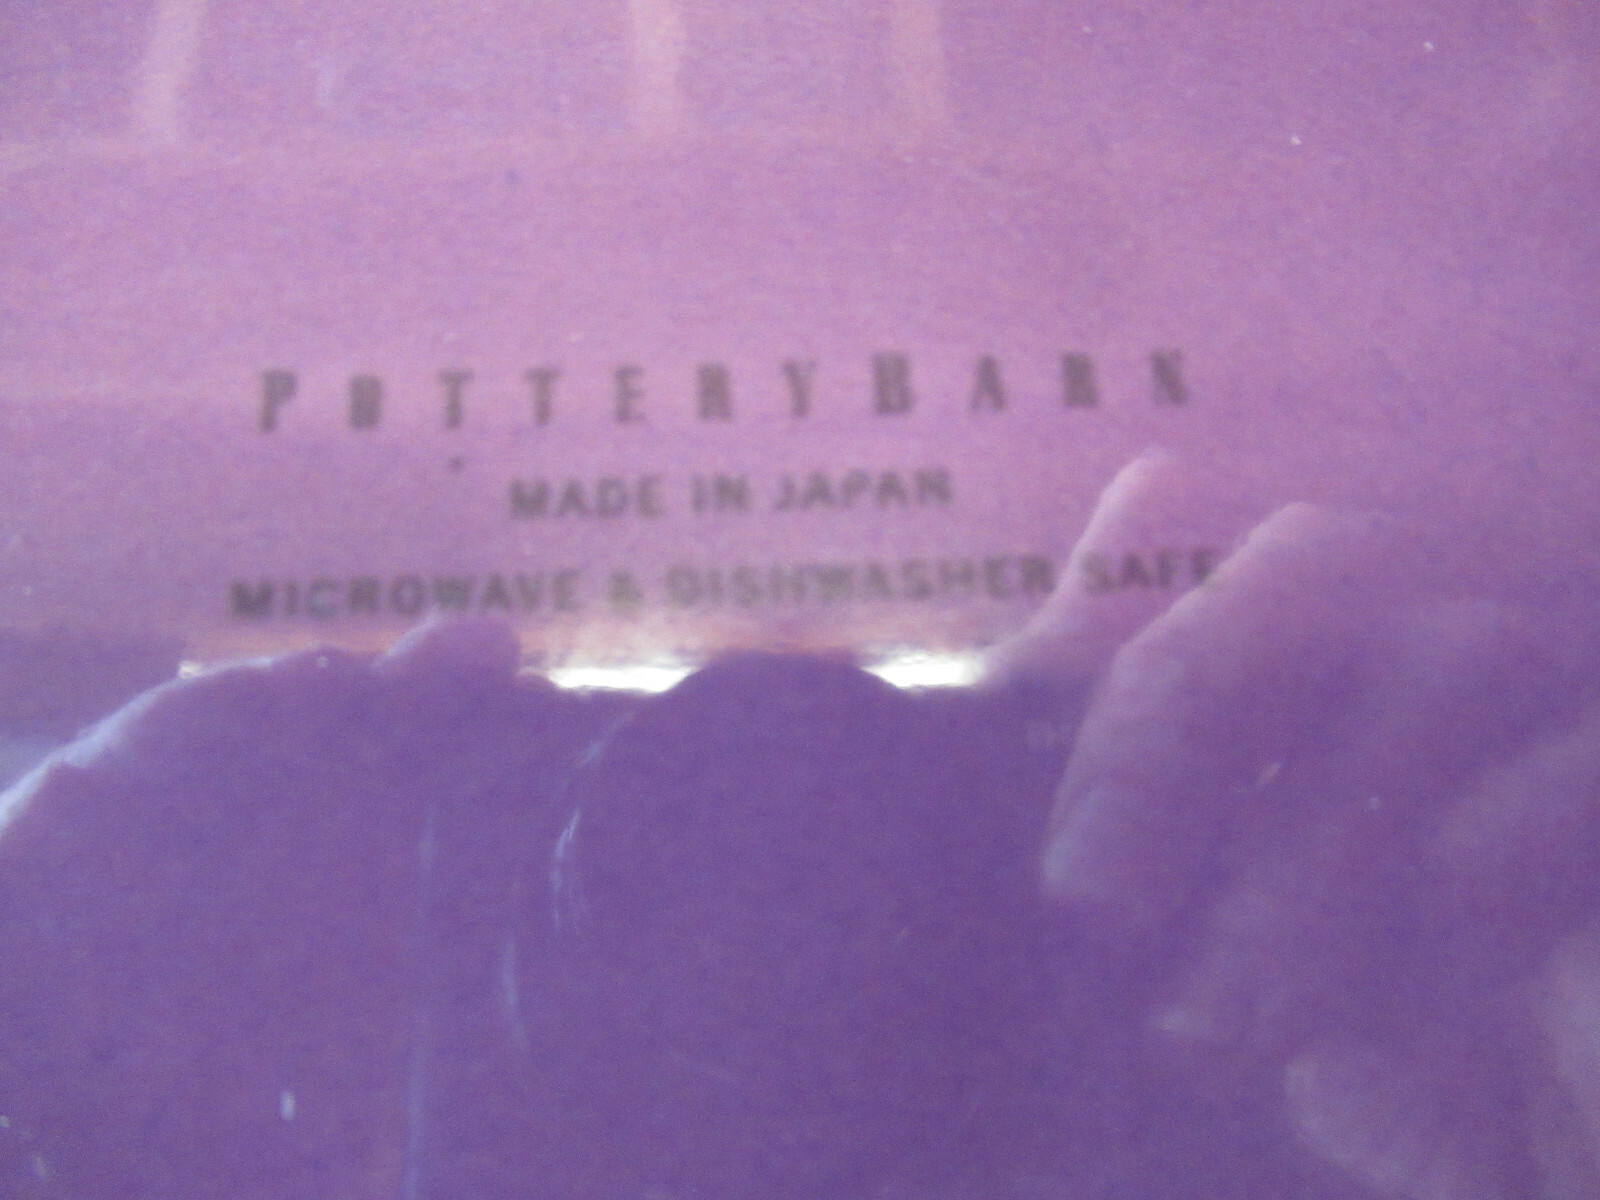 POTTERYBARN
MADE IN JAPAN
MICROWAVE & DISHWASHER SAFE